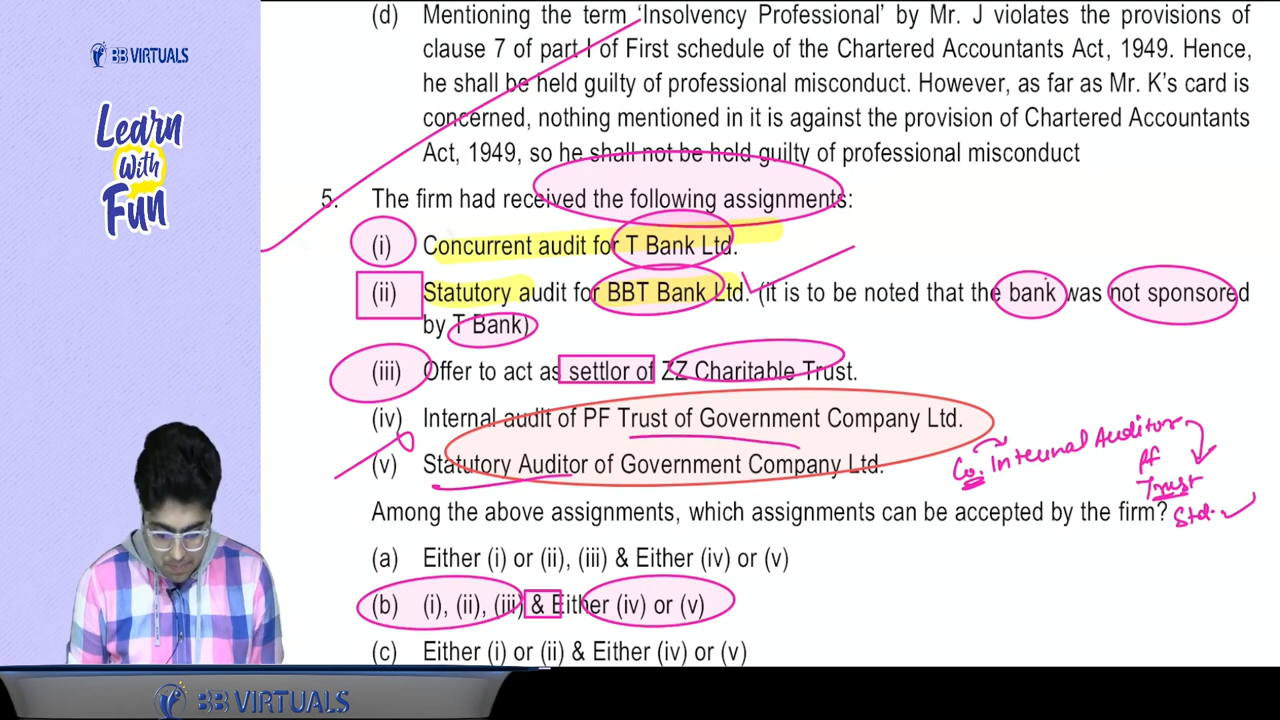 (d) Mentioning the term ‘Insolvency Professional’ by Mr. J violates the provisions of
clause 7 of part I of First schedule of the Chartered Accountants Act, 1949. Hence,
he shall be held guilty of professional misconduct. However, as far as Mr. K’s card is
concerned, nothing mentioned in it is against the provision of Chartered Accountants
Act, 1949, so he shall not be held guilty of professional misconduct
BB VIRTUALS
Learn
With
Fun
5. The firm had received the following assignments:
(i) Concurrent audit for T Bank Ltd.
(ii) Statutory audit for BBT Bank Ltd. (it is to be noted that the bank was not sponsored
by T Bank)
(iii) Offer to act as settlor of ZZ Charitable Trust.
(iv) Internal audit of PF Trust of Government Company Ltd.
(v) Statutory Auditor of Government Company Ltd.
Co. Internal Auditor
Pf
Trust
Std.
Among the above assignments, which assignments can be accepted by the firm?
(a) Either (i) or (ii), (iii) & Either (iv) or (v)
(b) (i), (ii), (iii) & Either (iv) or (v)
(c) Either (i) or (ii) & Either (iv) or (v)
BB VIRTUALS